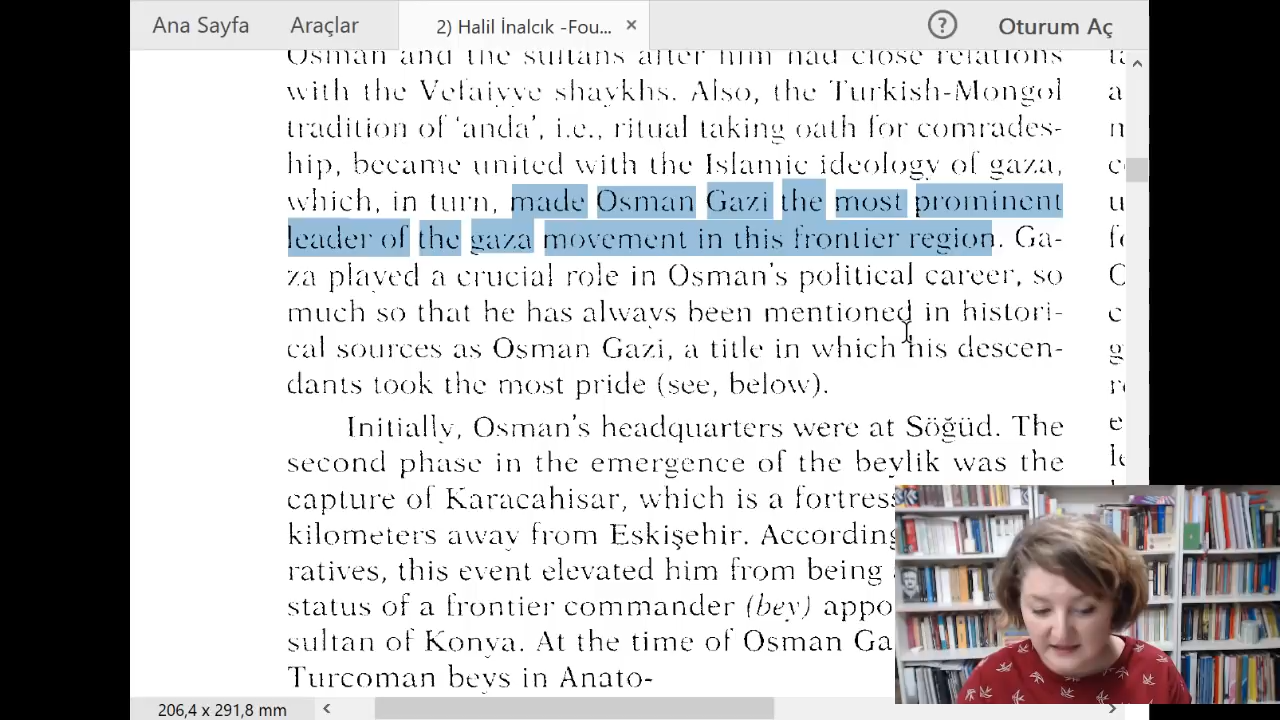 Ana Sayfa Araçlar 2) Halil İnalcık -Fou... × ? Oturum Aç
Osman and the sultans after him had close relations
with the Vefaiyye shaykhs. Also, the Turkish-Mongol
tradition of ‘anda’, i.e., ritual taking oath for comrades-
hip, became united with the Islamic ideology of gaza,
which, in turn, made Osman Gazi the most prominent
leader of the gaza movement in this frontier region. Ga-
za played a crucial role in Osman’s political career, so
much so that he has always been mentioned in histori-
cal sources as Osman Gazi, a title in which his descen-
dants took the most pride (see, below).
Initially, Osman’s headquarters were at Söğüd. The
second phase in the emergence of the beylik was the
capture of Karacahisar, which is a fortress
kilometers away from Eskişehir. According
ratives, this event elevated him from being
status of a frontier commander (bey) appo
sultan of Konya. At the time of Osman Ga
Turcoman beys in Anato-
206,4 x 291,8 mm